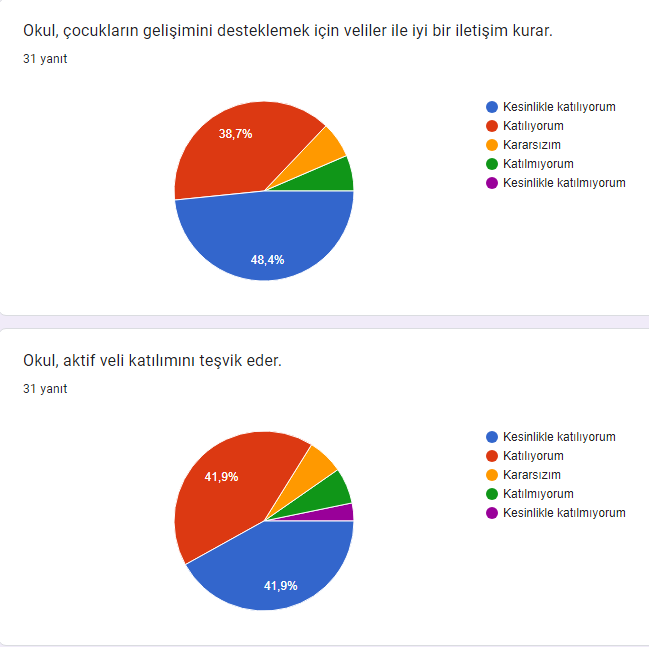 Okul, çocukların gelişimini desteklemek için veliler ile iyi bir iletişim kurar.
31 yanıt
38,7%
48,4%
Kesinlikle katılıyorum
Katılıyorum
Kararsızım
Katılmıyorum
Kesinlikle katılmıyorum
Okul, aktif veli katılımını teşvik eder.
31 yanıt
41,9%
41,9%
Kesinlikle katılıyorum
Katılıyorum
Kararsızım
Katılmıyorum
Kesinlikle katılmıyorum